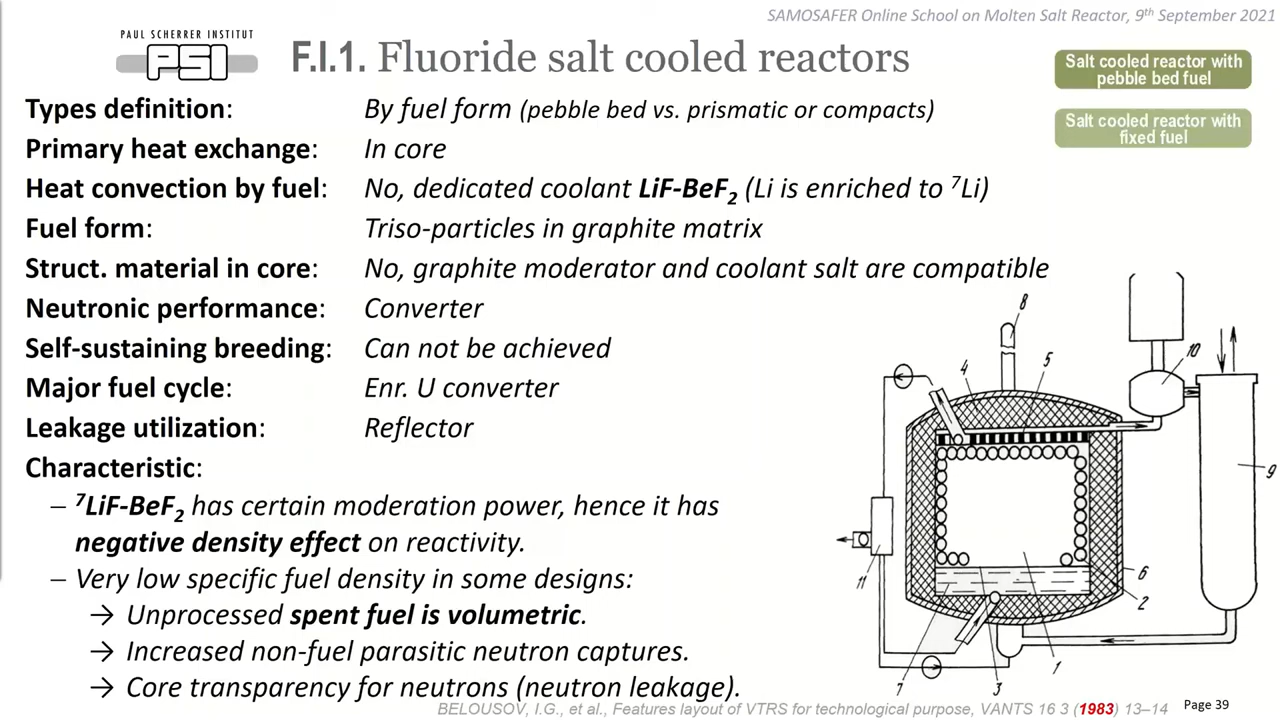 SAMOSAFER Online School on Molten Salt Reactor, 9th September 2021
PAUL SCHERRER INSTITUT
PSI
F.I.1. Fluoride salt cooled reactors
Salt cooled reactor with
pebble bed fuel
Salt cooled reactor with
fixed fuel
Types definition: By fuel form (pebble bed vs. prismatic or compacts)
Primary heat exchange: In core
Heat convection by fuel: No, dedicated coolant LiF-BeF2 (Li is enriched to 7Li)
Fuel form: Triso-particles in graphite matrix
Struct. material in core: No, graphite moderator and coolant salt are compatible
Neutronic performance: Converter
Self-sustaining breeding: Can not be achieved
Major fuel cycle: Enr. U converter
Leakage utilization: Reflector
Characteristic:
– 7LiF-BeF2 has certain moderation power, hence it has
negative density effect on reactivity.
– Very low specific fuel density in some designs:
→ Unprocessed spent fuel is volumetric.
→ Increased non-fuel parasitic neutron captures.
→ Core transparency for neutrons (neutron leakage).
8
10
4
5
9
11
6
2
7
3
1
BELOUSOV, I.G., et al., Features layout of VTRS for technological purpose, VANTS 16 3 (1983) 13–14
Page 39